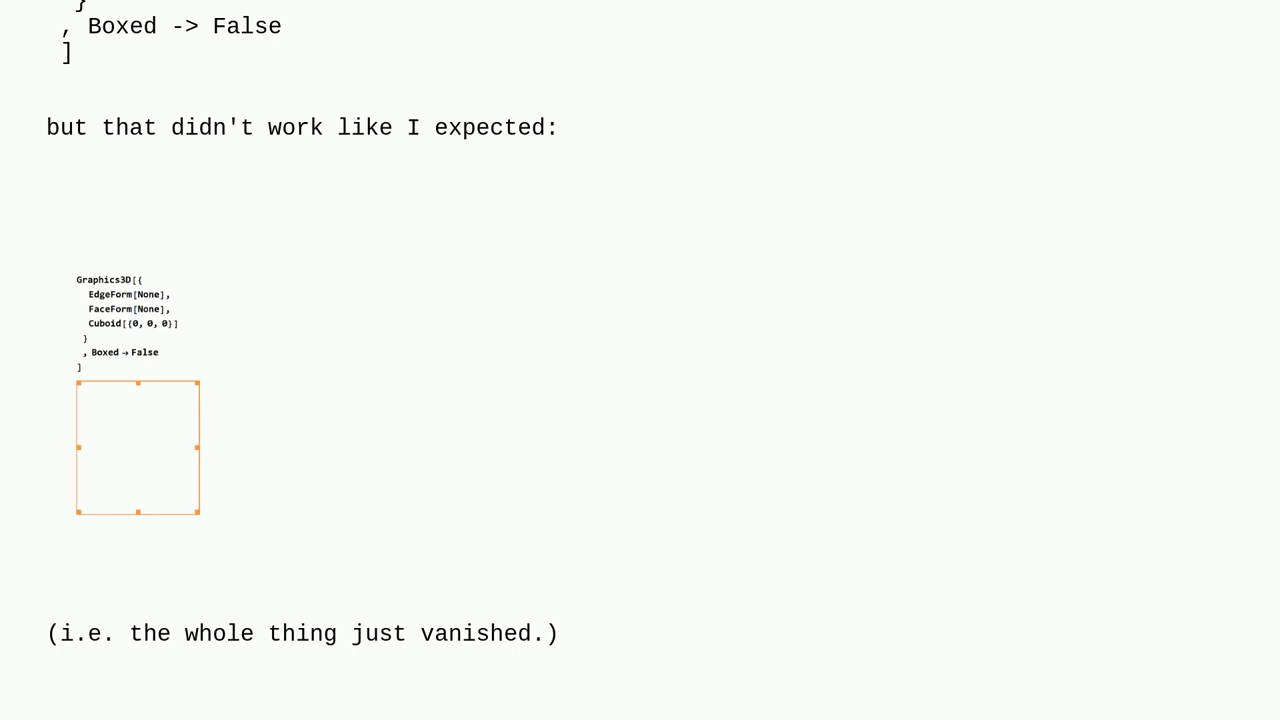 }
, Boxed -> False
]
but that didn't work like I expected:
Graphics3D[{
EdgeForm[None],
FaceForm[None],
Cuboid[{0, 0, 0}]
}
, Boxed → False
]
(i.e. the whole thing just vanished.)